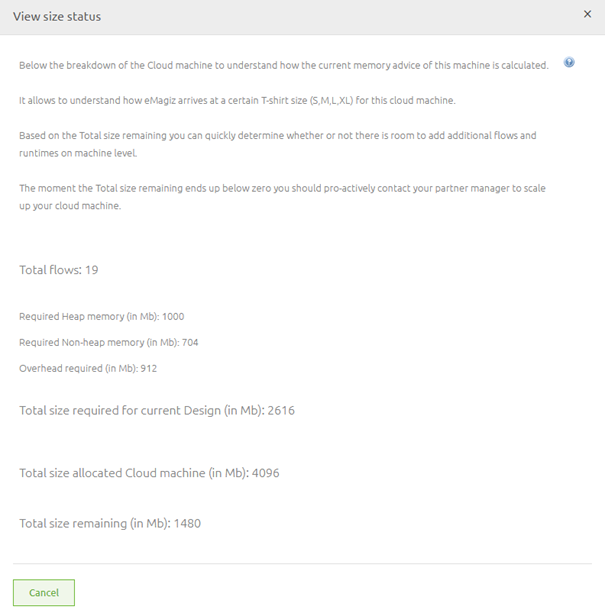 View size status
×
Below the breakdown of the Cloud machine to understand how the current memory advice of this machine is calculated.
?
It allows to understand how eMagiz arrives at a certain T-shirt size (S,M,L,XL) for this cloud machine.
Based on the Total size remaining you can quickly determine whether or not there is room to add additional flows and
runtimes on machine level.
The moment the Total size remaining ends up below zero you should pro-actively contact your partner manager to scale
up your cloud machine.
Total flows: 19
Required Heap memory (in Mb): 1000
Required Non-heap memory (in Mb): 704
Overhead required (in Mb): 912
Total size required for current Design (in Mb): 2616
Total size allocated Cloud machine (in Mb): 4096
Total size remaining (in Mb): 1480
Cancel